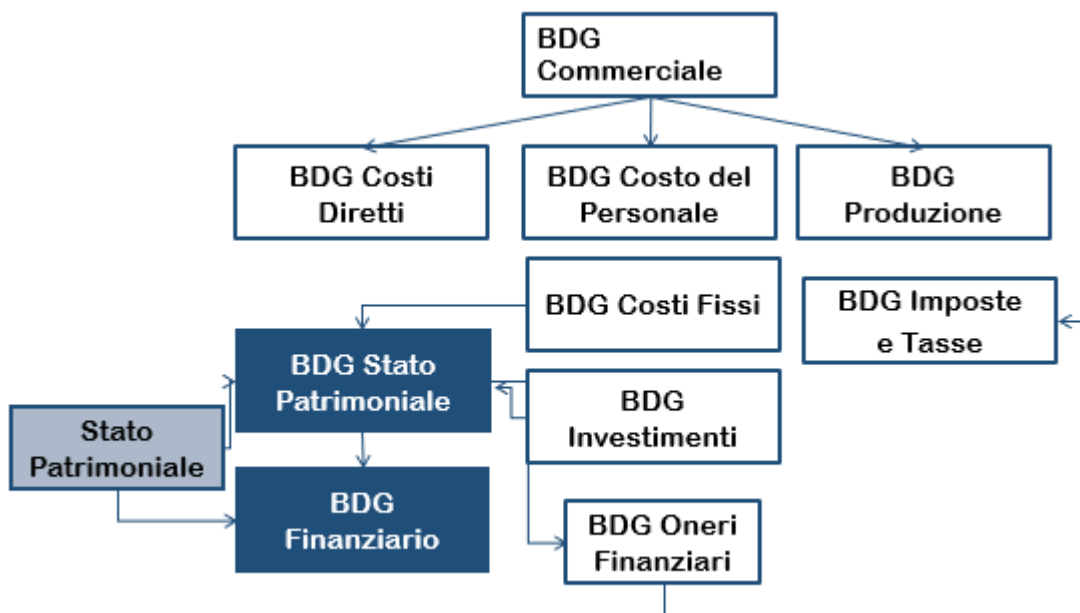 BDG
Commerciale
BDG Costi
Diretti
BDG Costo del
Personale
BDG
Produzione
BDG Costi Fissi
BDG Imposte
e Tasse
BDG Stato
Patrimoniale
BDG
Investimenti
Stato
Patrimoniale
BDG
Finanziario
BDG Oneri
Finanziari